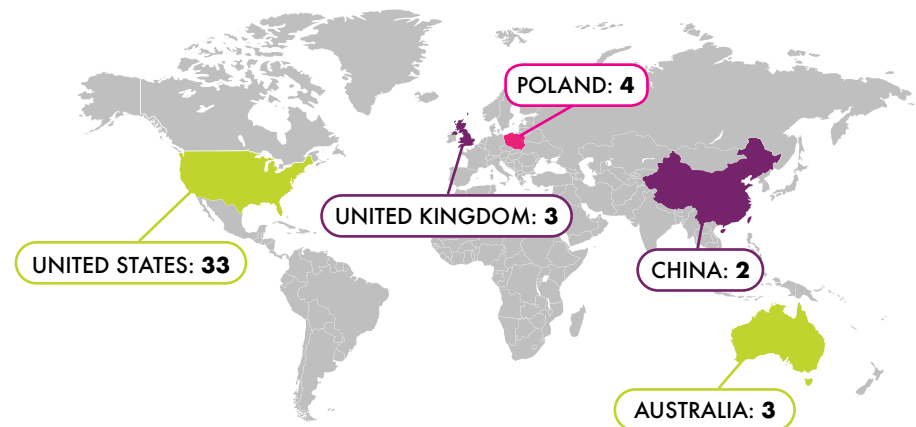 POLAND: 4
UNITED KINGDOM: 3
UNITED STATES: 33
CHINA: 2
AUSTRALIA: 3